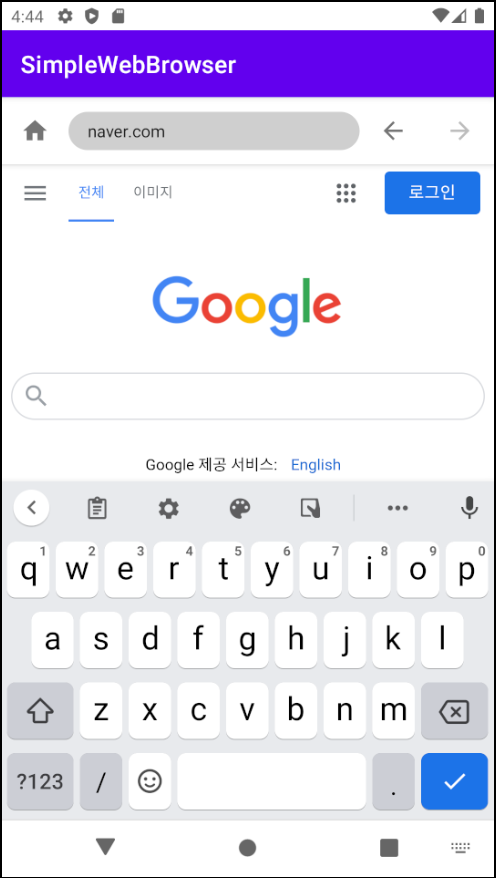 4:44
SimpleWebBrowser
naver.com
전체 이미지 로그인
Google
Google 제공 서비스: English
q 1 w 2 e 3 r 4 t 5 y 6 u 7 i 8 o 9 p 0
a s d f g h j k l
z x c v b n m
?123 / .